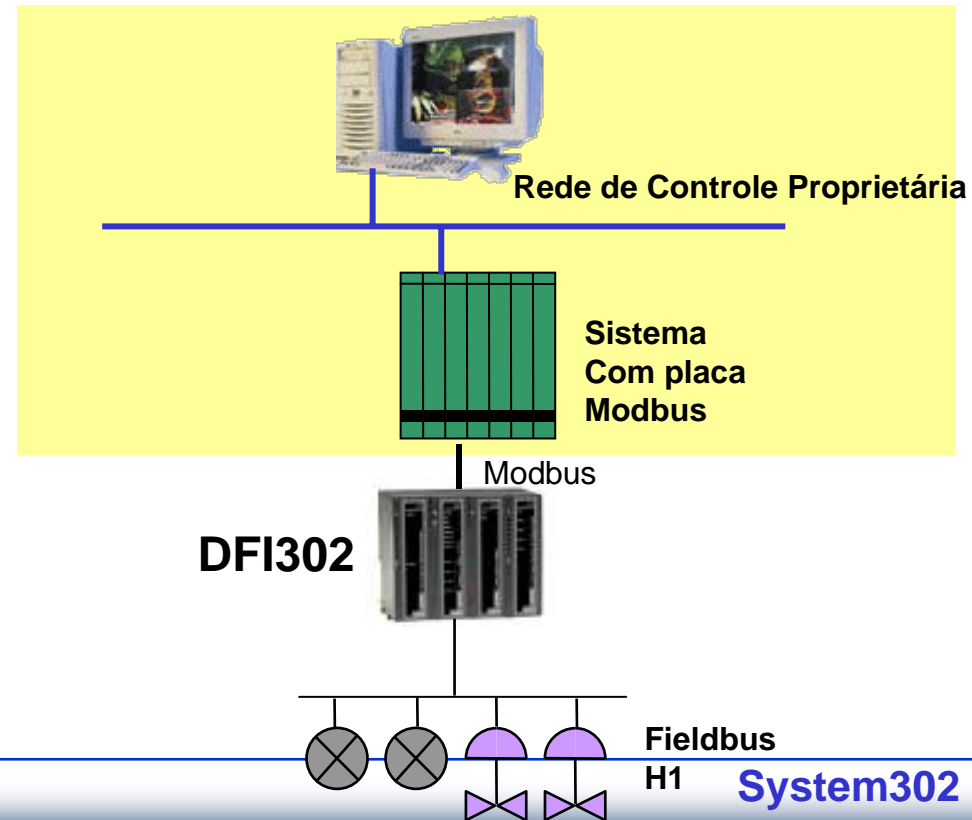 Rede de Controle Proprietária
Sistema
Com placa
Modbus
Modbus
DFI302
Fieldbus
H1
System302